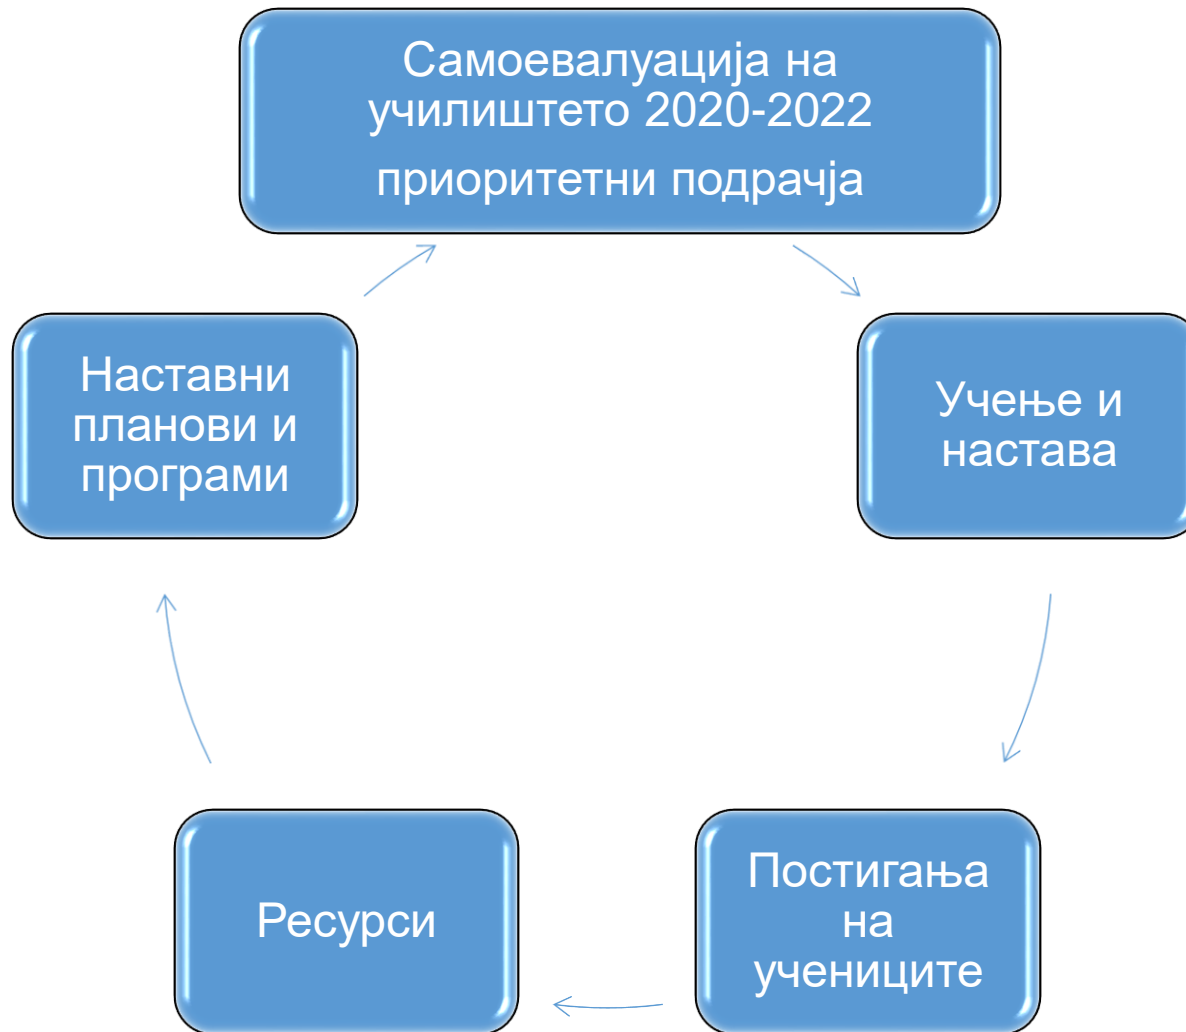 Самоевалуација на
училиштето 2020-2022
приоритетни подрачја
Наставни
планови и
програми
Учење и
настава
Ресурси
Постигања
на
учениците